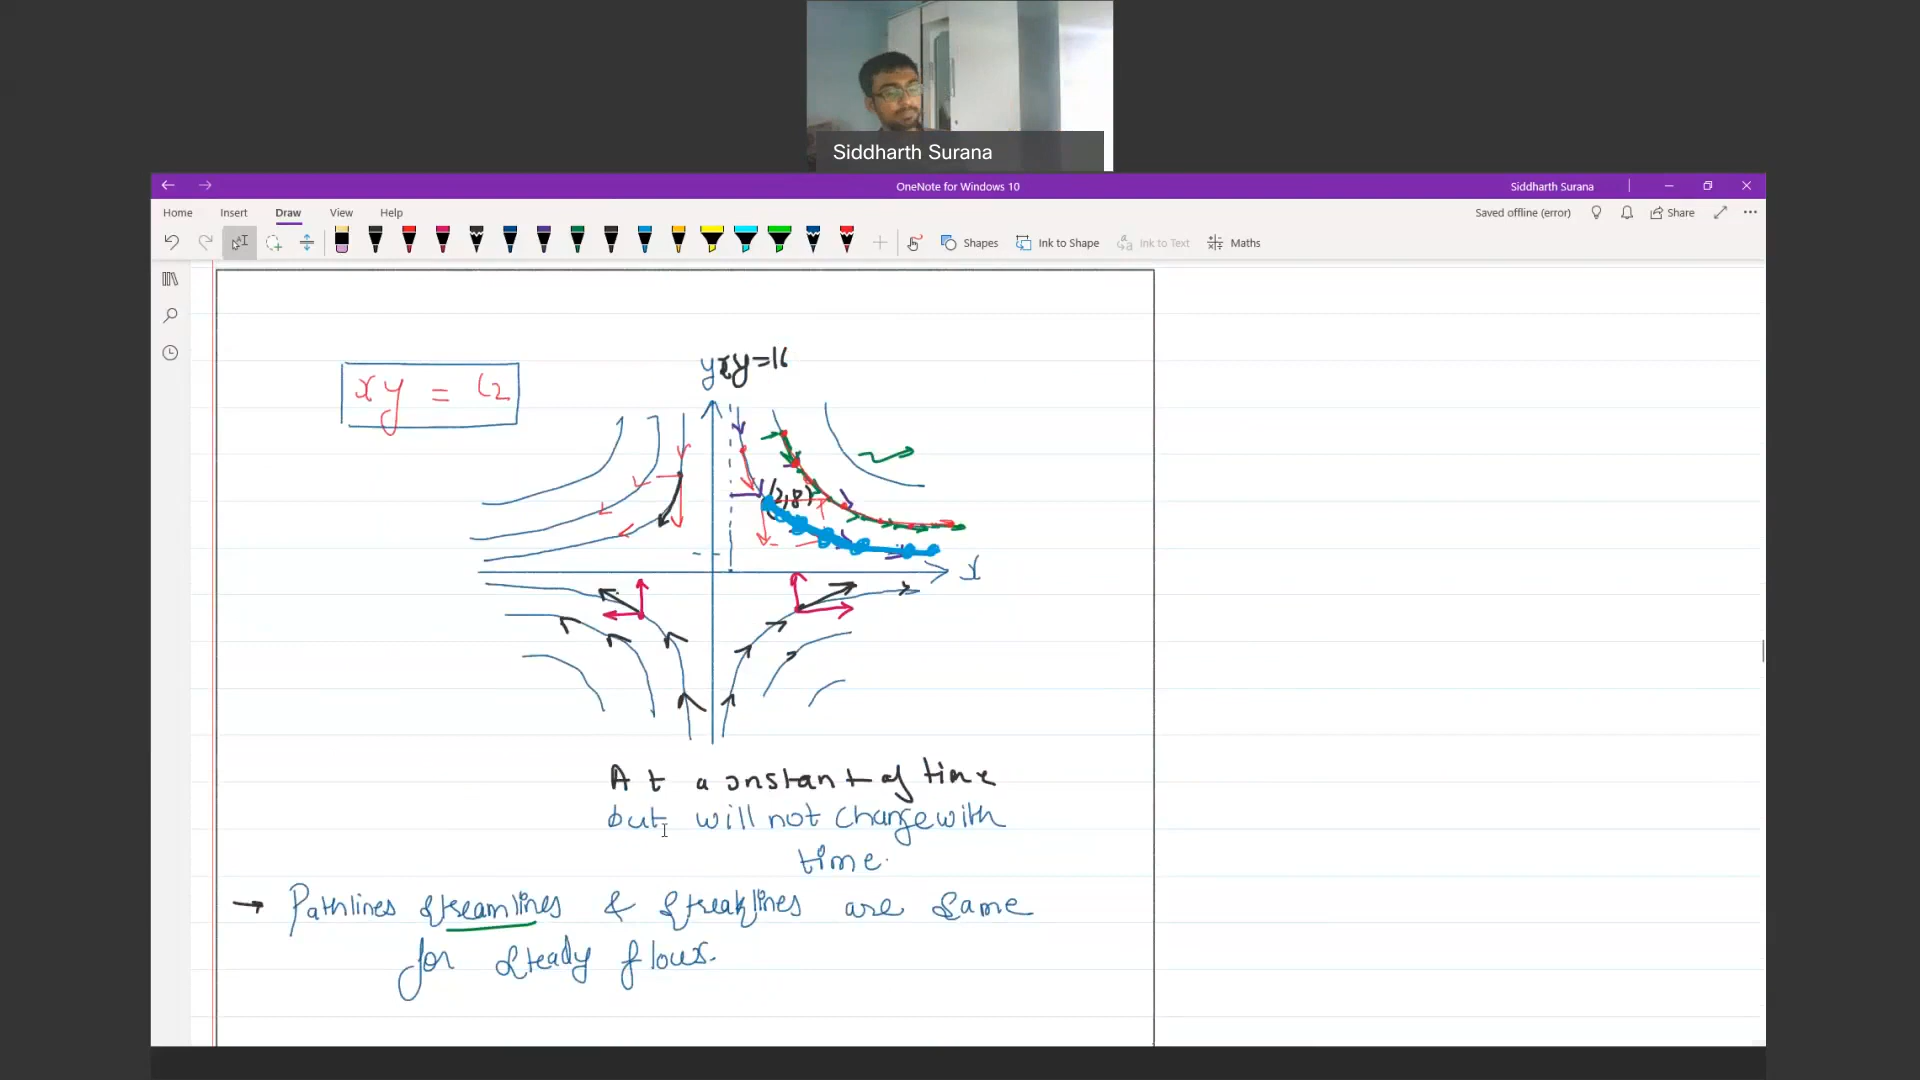 Siddharth Surana
OneNote for Windows 10
Siddharth Surana
Home Insert Draw View Help
Saved offline (error)
Share
Shapes
Ink to Shape
Ink to Text
Maths
y xy=16
xy = C2
(2,8)
x
At a onstant of time
but, will not change with
time.
→ Pathlines streamlines & streaklines are same
for steady flows.